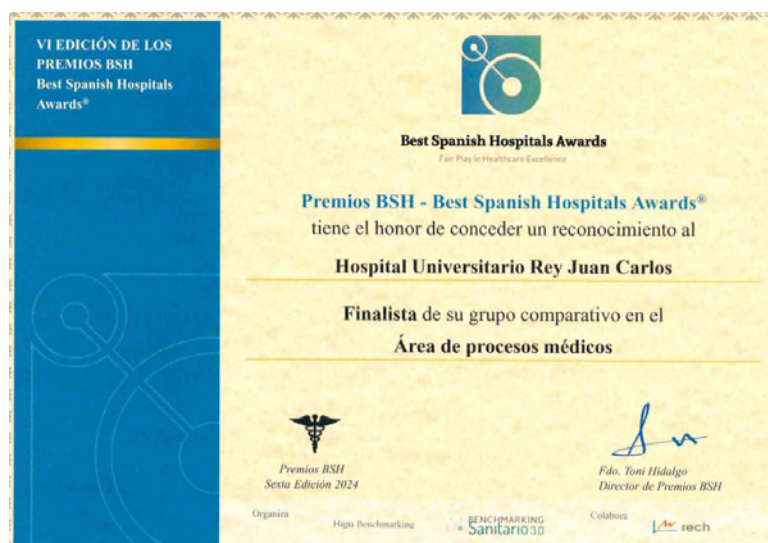 VI EDICIÓN DE LOS
PREMIOS BSH
Best Spanish Hospitals
Awards®
Best Spanish Hospitals Awards
Fair Play in Healthcare Excellence
Premios BSH - Best Spanish Hospitals Awards®
tiene el honor de conceder un reconocimiento al
Hospital Universitario Rey Juan Carlos
Finalista de su grupo comparativo en el
Área de procesos médicos
Premios BSH
Sexta Edición 2024
Fdo. Toni Hidalgo
Director de Premios BSH
Organiza
Higia Benchmarking
BENCHMARKING
Sanitario 3.0
Colabora
rech